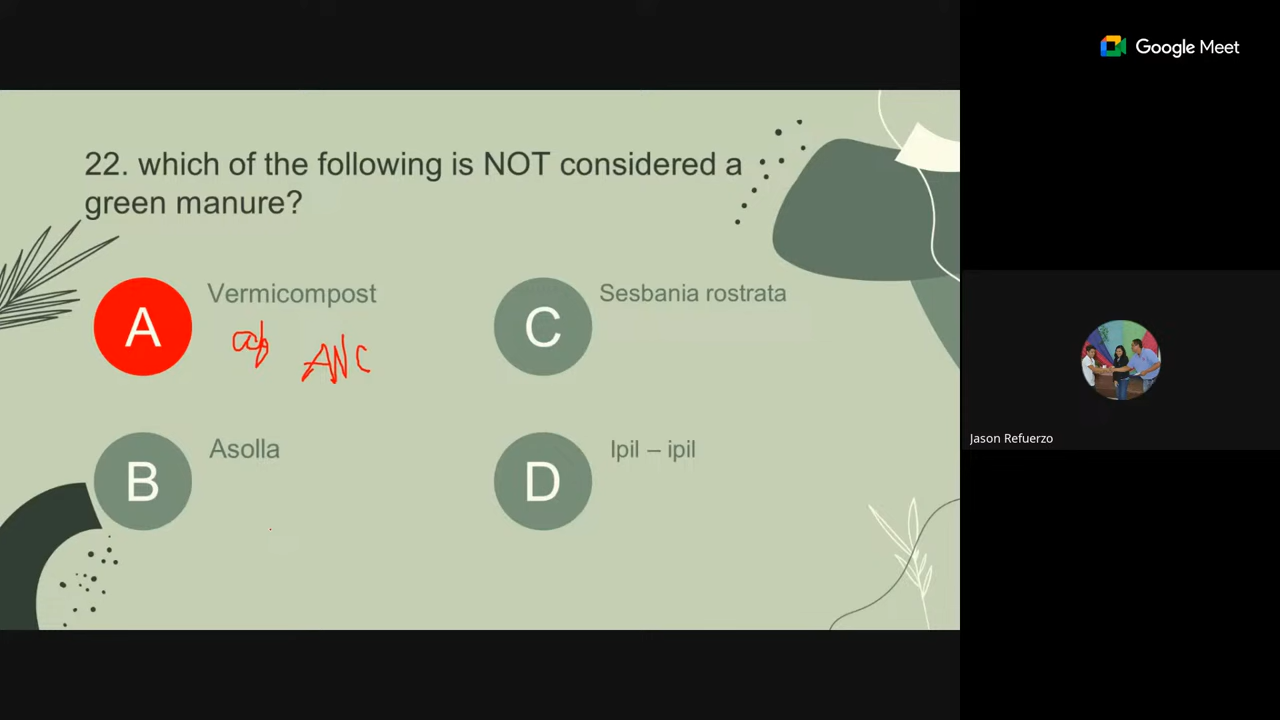 Google Meet
22. which of the following is NOT considered a
green manure?
A
Vermicompost
ANC
B
Asolla
C
Sesbania rostrata
D
Ipil – ipil
Jason Refuerzo